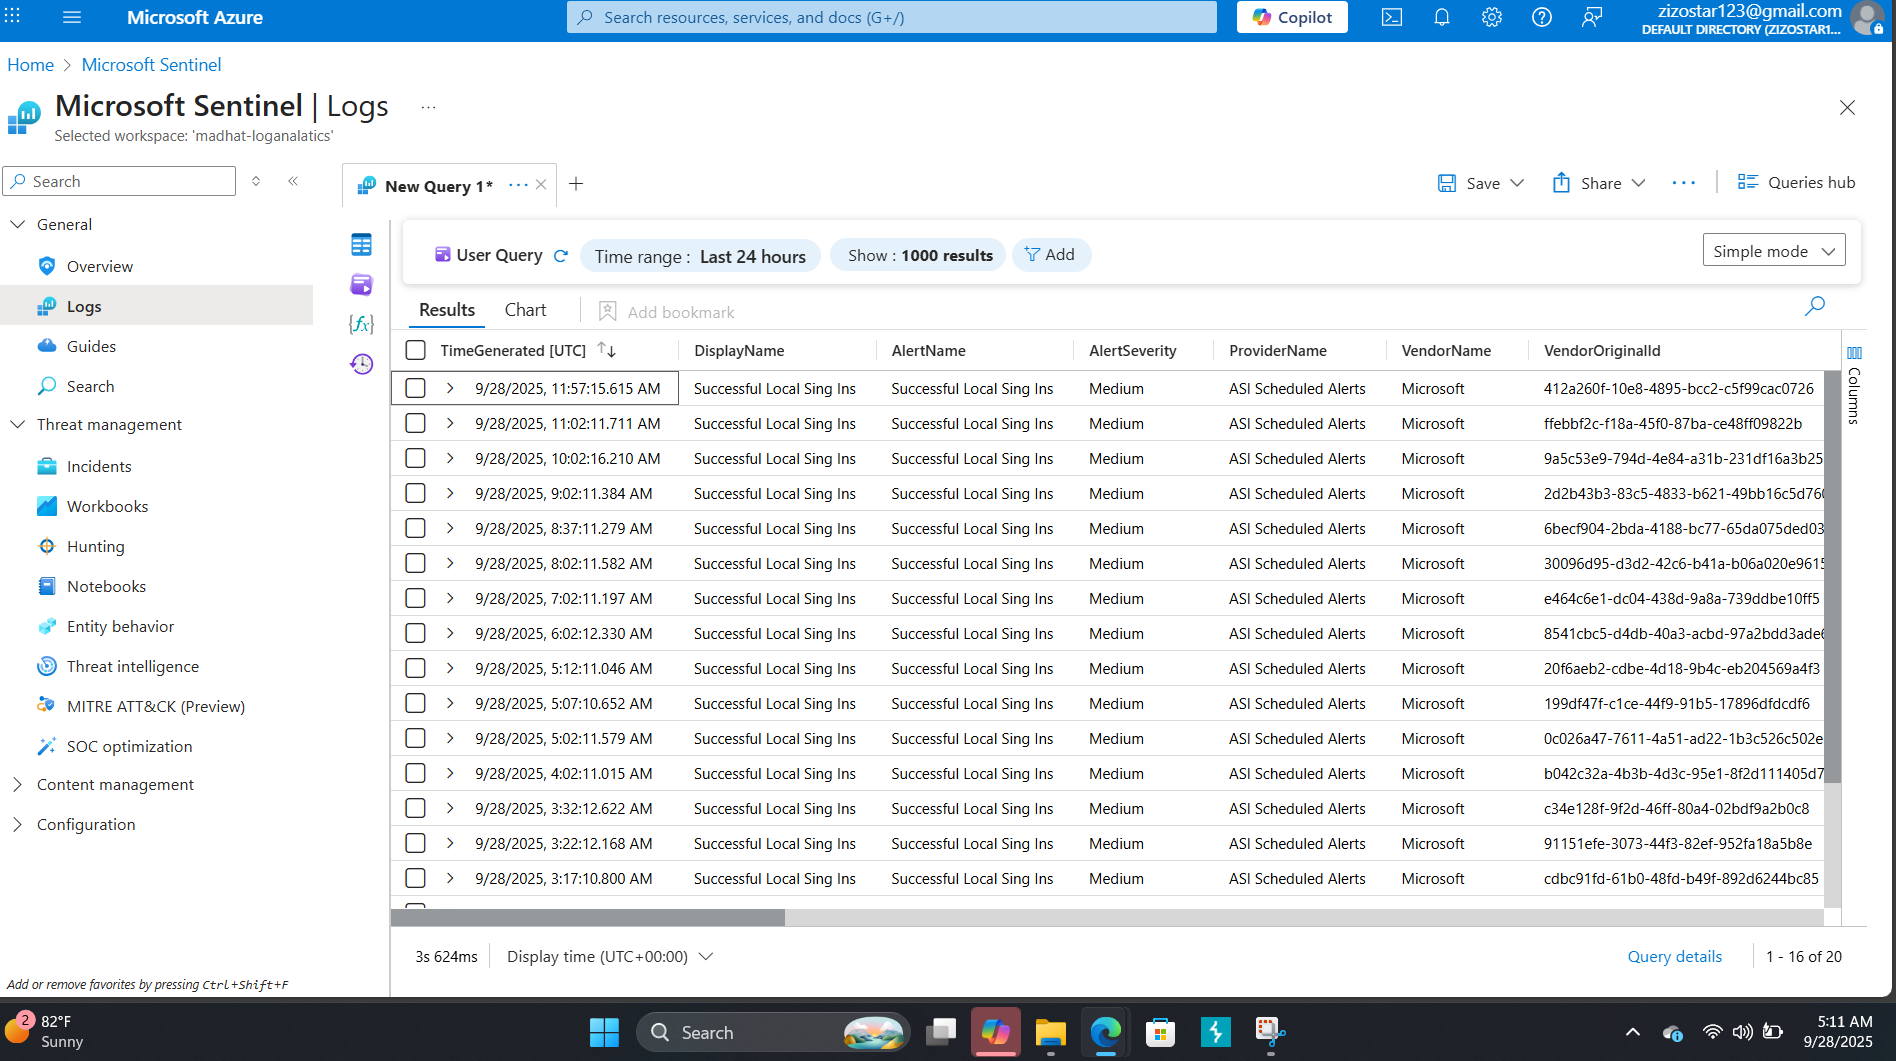 Microsoft Azure
Search resources, services, and docs (G+/)
Copilot
zizostar123@gmail.com
DEFAULT DIRECTORY (ZIZOSTAR1...
Home > Microsoft Sentinel
Microsoft Sentinel | Logs ...
Selected workspace: 'madhat-loganalatics'
Search
General
Overview
Logs
Guides
Search
Threat management
Incidents
Workbooks
Hunting
Notebooks
Entity behavior
Threat intelligence
MITRE ATT&CK (Preview)
SOC optimization
Content management
Configuration
Add or remove favorites by pressing Ctrl+Shift+F
New Query 1* ...
Save Share ... Queries hub
User Query Time range : Last 24 hours Show : 1000 results Add Simple mode
Results Chart Add bookmark
TimeGenerated [UTC] DisplayName AlertName AlertSeverity ProviderName VendorName VendorOriginalId
9/28/2025, 11:57:15.615 AM Successful Local Sing Ins Successful Local Sing Ins Medium ASI Scheduled Alerts Microsoft 412a260f-10e8-4895-bcc2-c5f99cac0726
9/28/2025, 11:02:11.711 AM Successful Local Sing Ins Successful Local Sing Ins Medium ASI Scheduled Alerts Microsoft ffebbf2c-f18a-45f0-87ba-ce48ff09822b
9/28/2025, 10:02:16.210 AM Successful Local Sing Ins Successful Local Sing Ins Medium ASI Scheduled Alerts Microsoft 9a5c53e9-794d-4e84-a31b-231df16a3b25
9/28/2025, 9:02:11.384 AM Successful Local Sing Ins Successful Local Sing Ins Medium ASI Scheduled Alerts Microsoft 2d2b43b3-83c5-4833-b621-49bb16c5d760
9/28/2025, 8:37:11.279 AM Successful Local Sing Ins Successful Local Sing Ins Medium ASI Scheduled Alerts Microsoft 6becf904-2bda-4188-bc77-65da075ded03
9/28/2025, 8:02:11.582 AM Successful Local Sing Ins Successful Local Sing Ins Medium ASI Scheduled Alerts Microsoft 30096d95-d3d2-42c6-b41a-b06a020e9615
9/28/2025, 7:02:11.197 AM Successful Local Sing Ins Successful Local Sing Ins Medium ASI Scheduled Alerts Microsoft e464c6e1-dc04-438d-9a8a-739ddbe10ff5
9/28/2025, 6:02:12.330 AM Successful Local Sing Ins Successful Local Sing Ins Medium ASI Scheduled Alerts Microsoft 8541cbc5-d4db-40a3-acbd-97a2bdd3ade6
9/28/2025, 5:12:11.046 AM Successful Local Sing Ins Successful Local Sing Ins Medium ASI Scheduled Alerts Microsoft 20f6aeb2-cdbe-4d18-9b4c-eb204569a4f3
9/28/2025, 5:07:10.652 AM Successful Local Sing Ins Successful Local Sing Ins Medium ASI Scheduled Alerts Microsoft 199df47f-c1ce-44f9-91b5-17896dfdcdf6
9/28/2025, 5:02:11.579 AM Successful Local Sing Ins Successful Local Sing Ins Medium ASI Scheduled Alerts Microsoft 0c026a47-7611-4a51-ad22-1b3c526c502e
9/28/2025, 4:02:11.015 AM Successful Local Sing Ins Successful Local Sing Ins Medium ASI Scheduled Alerts Microsoft b042c32a-4b3b-4d3c-95e1-8f2d111405d7
9/28/2025, 3:32:12.622 AM Successful Local Sing Ins Successful Local Sing Ins Medium ASI Scheduled Alerts Microsoft c34e128f-9f2d-46ff-80a4-02bdf9a2b0c8
9/28/2025, 3:22:12.168 AM Successful Local Sing Ins Successful Local Sing Ins Medium ASI Scheduled Alerts Microsoft 91151efe-3073-44f3-82ef-952fa18a5b8e
9/28/2025, 3:17:10.800 AM Successful Local Sing Ins Successful Local Sing Ins Medium ASI Scheduled Alerts Microsoft cdbc91fd-61b0-48fd-b49f-892d6244bc85
Columns
3s 624ms Display time (UTC+00:00) Query details 1 - 16 of 20
2
82°F
Sunny
Search
5:11 AM
9/28/2025